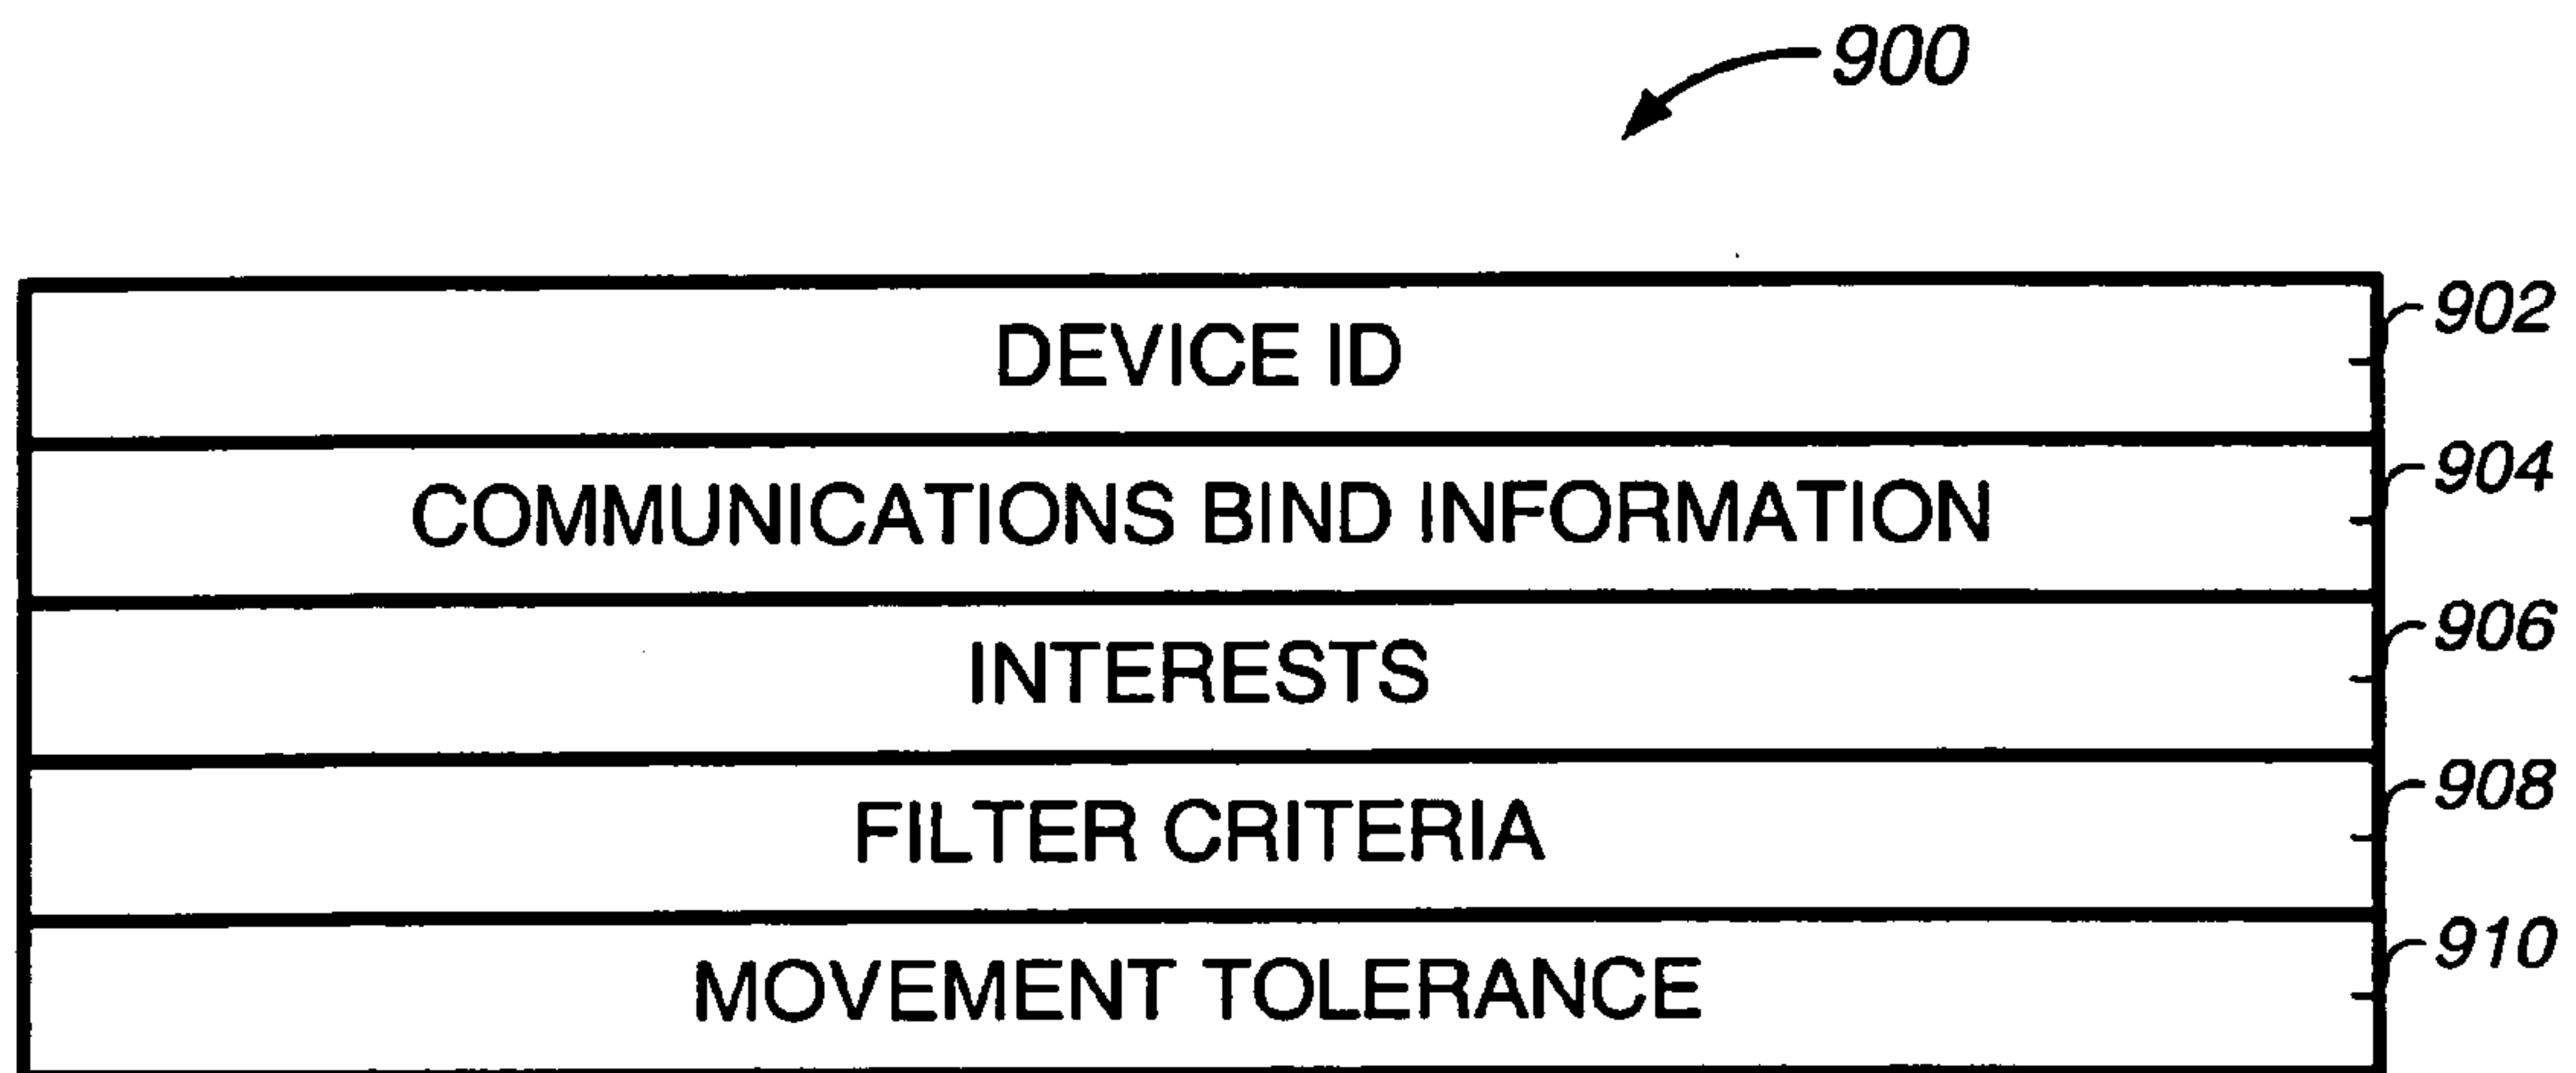 900
DEVICE ID 902
COMMUNICATIONS BIND INFORMATION 904
INTERESTS 906
FILTER CRITERIA 908
MOVEMENT TOLERANCE 910